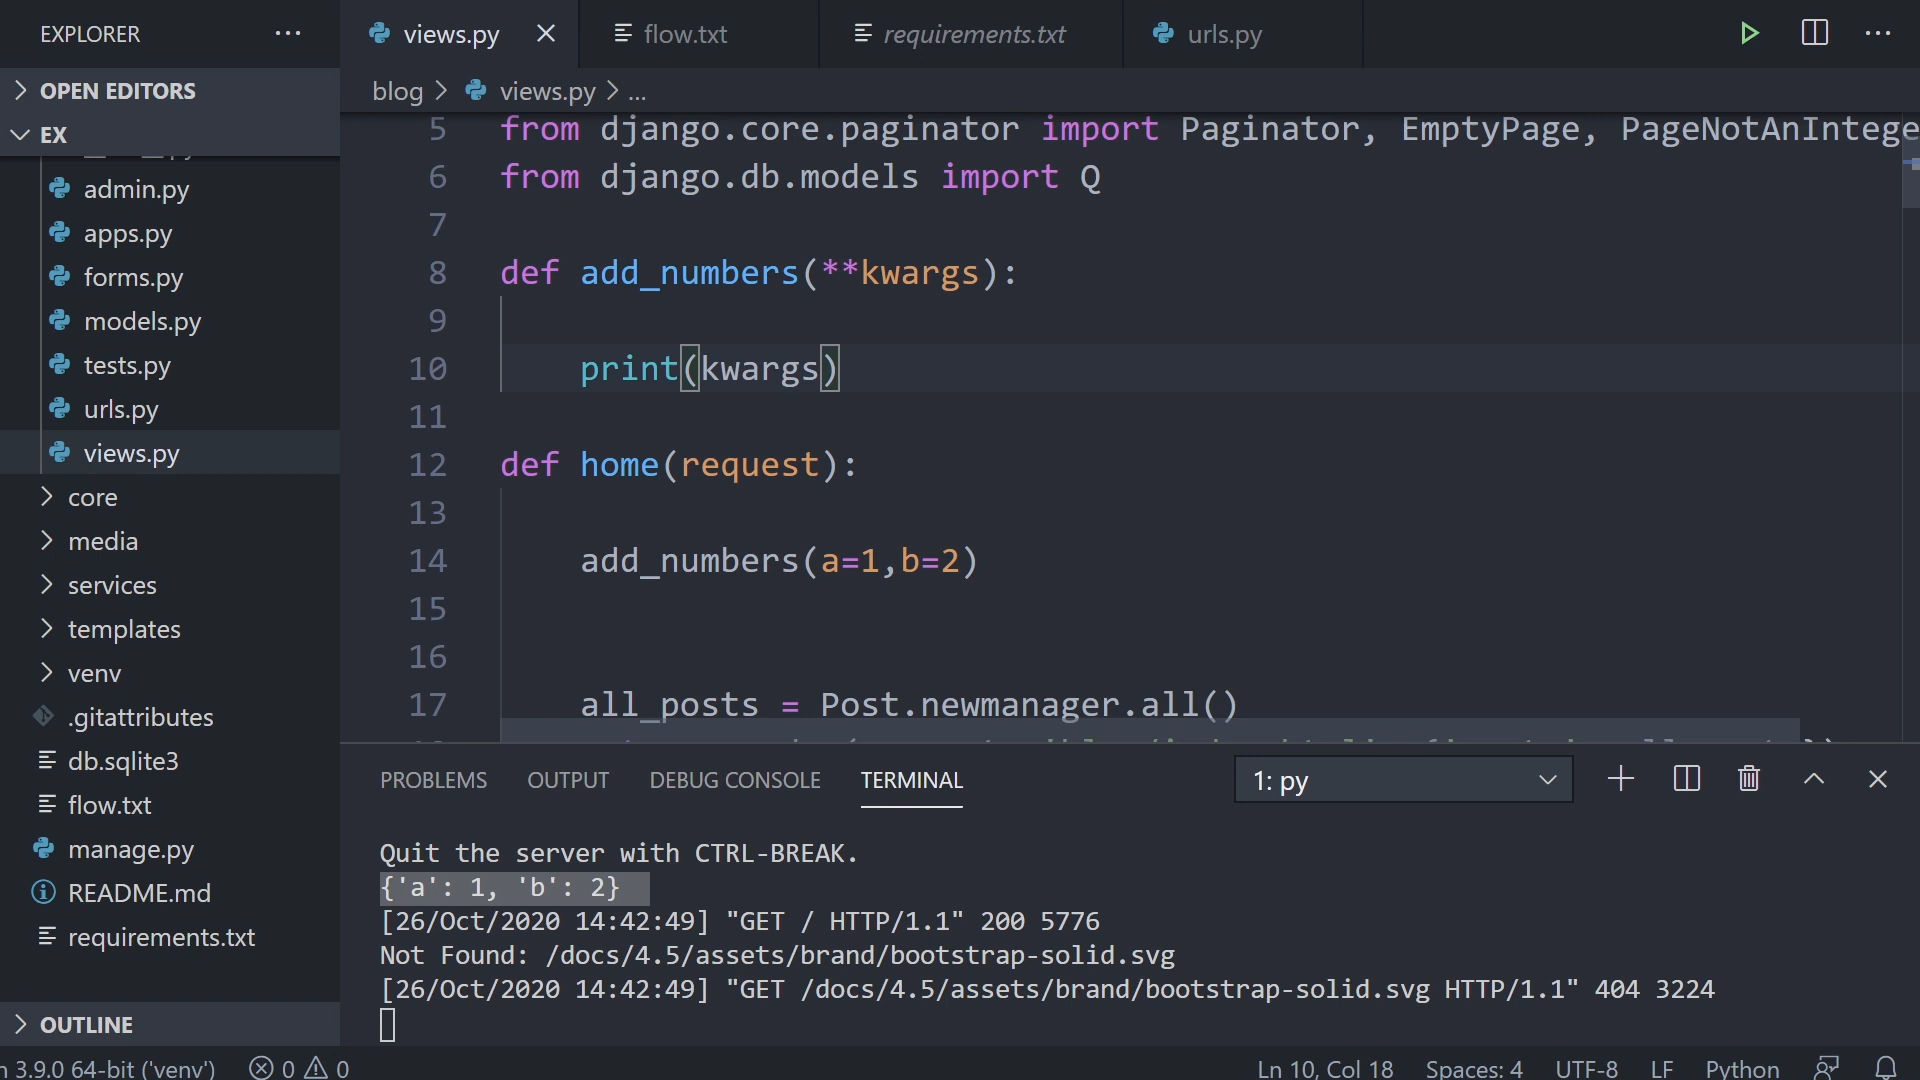 EXPLORER
views.py
flow.txt
requirements.txt
urls.py
OPEN EDITORS
EX
admin.py
apps.py
forms.py
models.py
tests.py
urls.py
views.py
core
media
services
templates
venv
.gitattributes
db.sqlite3
flow.txt
manage.py
README.md
requirements.txt
OUTLINE
blog > views.py > ...
5 from django.core.paginator import Paginator, EmptyPage, PageNotAnIntege
6 from django.db.models import Q
7
8 def add_numbers(**kwargs):
9
10 print(kwargs)
11
12 def home(request):
13
14 add_numbers(a=1,b=2)
15
16
17 all_posts = Post.newmanager.all()
PROBLEMS OUTPUT DEBUG CONSOLE TERMINAL 1: py
Quit the server with CTRL-BREAK.
{'a': 1, 'b': 2}
[26/Oct/2020 14:42:49] "GET / HTTP/1.1" 200 5776
Not Found: /docs/4.5/assets/brand/bootstrap-solid.svg
[26/Oct/2020 14:42:49] "GET /docs/4.5/assets/brand/bootstrap-solid.svg HTTP/1.1" 404 3224
n 3.9.0 64-bit ('venv') 0 0 Ln 10, Col 18 Spaces: 4 UTF-8 LF Python